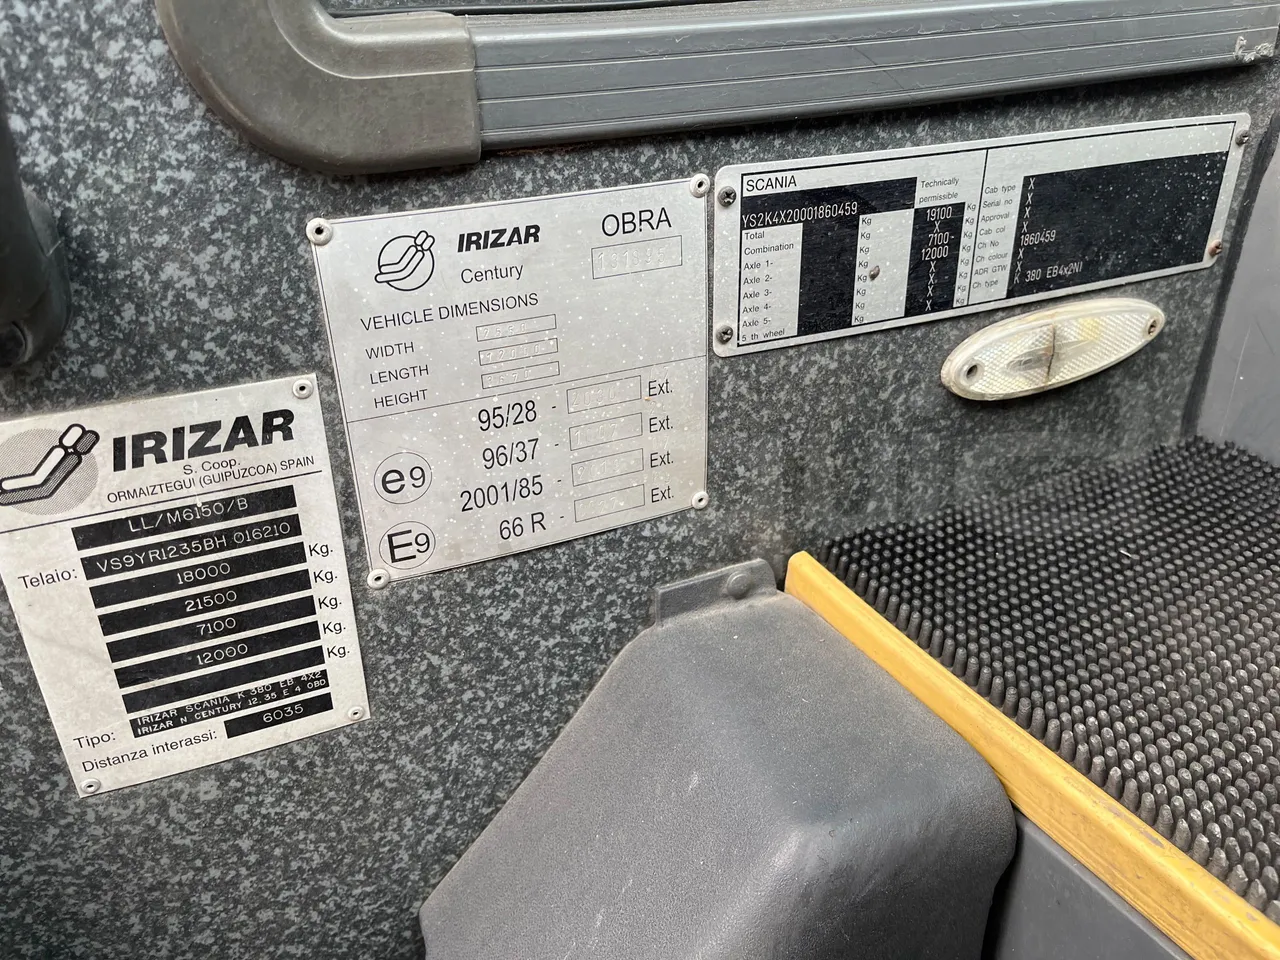 IRIZAR
S. Coop.
ORMAIZTEGUI (GUIPUZCOA) SPAIN
LL/M6150/B
Telaio: VS9YR1235BH 016210
18000 Kg.
21500 Kg.
7100 Kg.
12000 Kg.
Kg.
Tipo: IRIZAR SCANIA K 380 EB 4X2
IRIZAR N CENTURY 12.35 E 4 OBD
Distanza interassi: 6035
IRIZAR
Century
OBRA
VEHICLE DIMENSIONS
WIDTH
LENGTH
HEIGHT
95/28 - Ext.
e9 96/37 - Ext.
2001/85 - Ext.
E9 66 R - Ext.
SCANIA
YS2K4X20001860459
Technically
permissible
Total Kg 19100 Kg
Combination Kg X Kg
Axle 1- Kg 7100- Kg
Axle 2- Kg 12000 Kg
Axle 3- Kg X Kg
Axle 4- Kg X Kg
Axle 5- Kg X Kg
5 th wheel Kg X Kg
Cab type X
Serial no X
Approval X
Cab col X
Ch No 1860459
Ch colour X
ADR GTW X
Ch type K 380 EB4x2NI